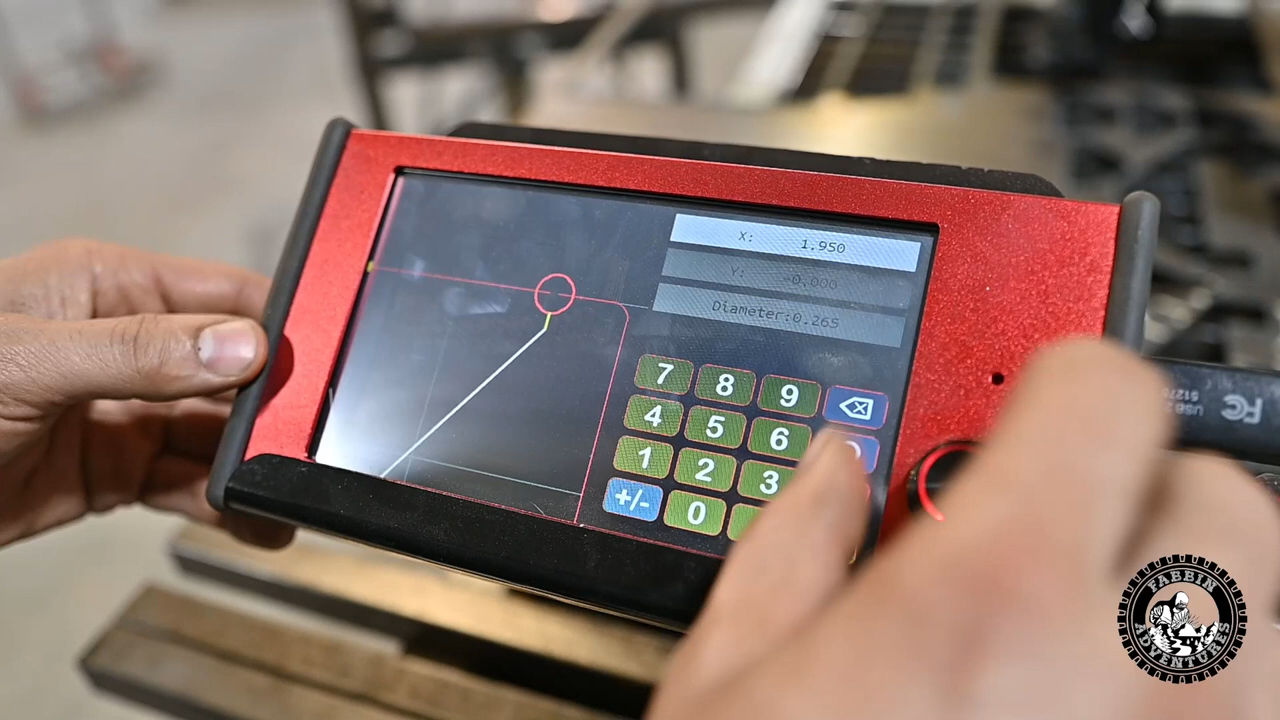 X: 1.950
Y: -0.000
Diameter:0.265
7 8 9
4 5 6
1 2 3
+/- 0
FC
FABBIN
ADVENTURES